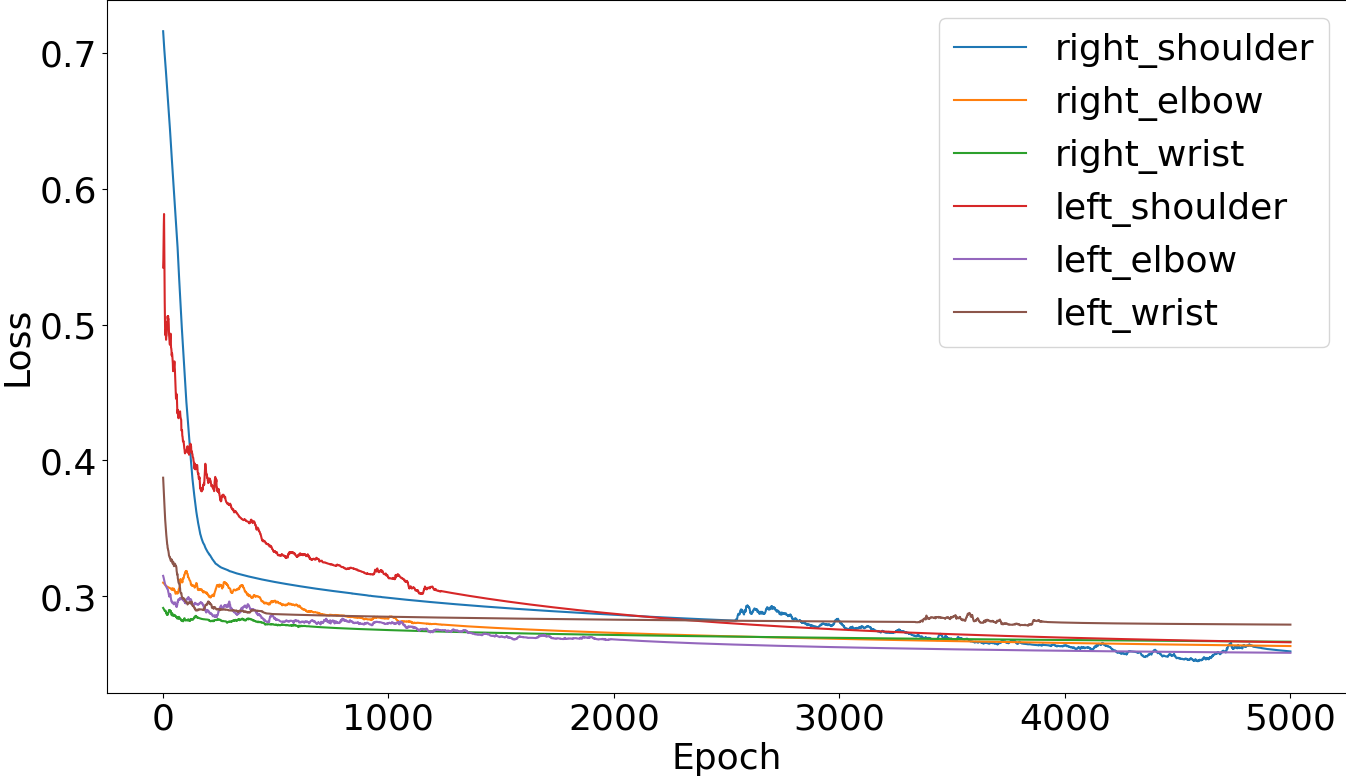 0.7
0.6
0.5
0.4
0.3
Loss
0
1000
2000
3000
4000
5000
Epoch
right_shoulder
right_elbow
right_wrist
left_shoulder
left_elbow
left_wrist